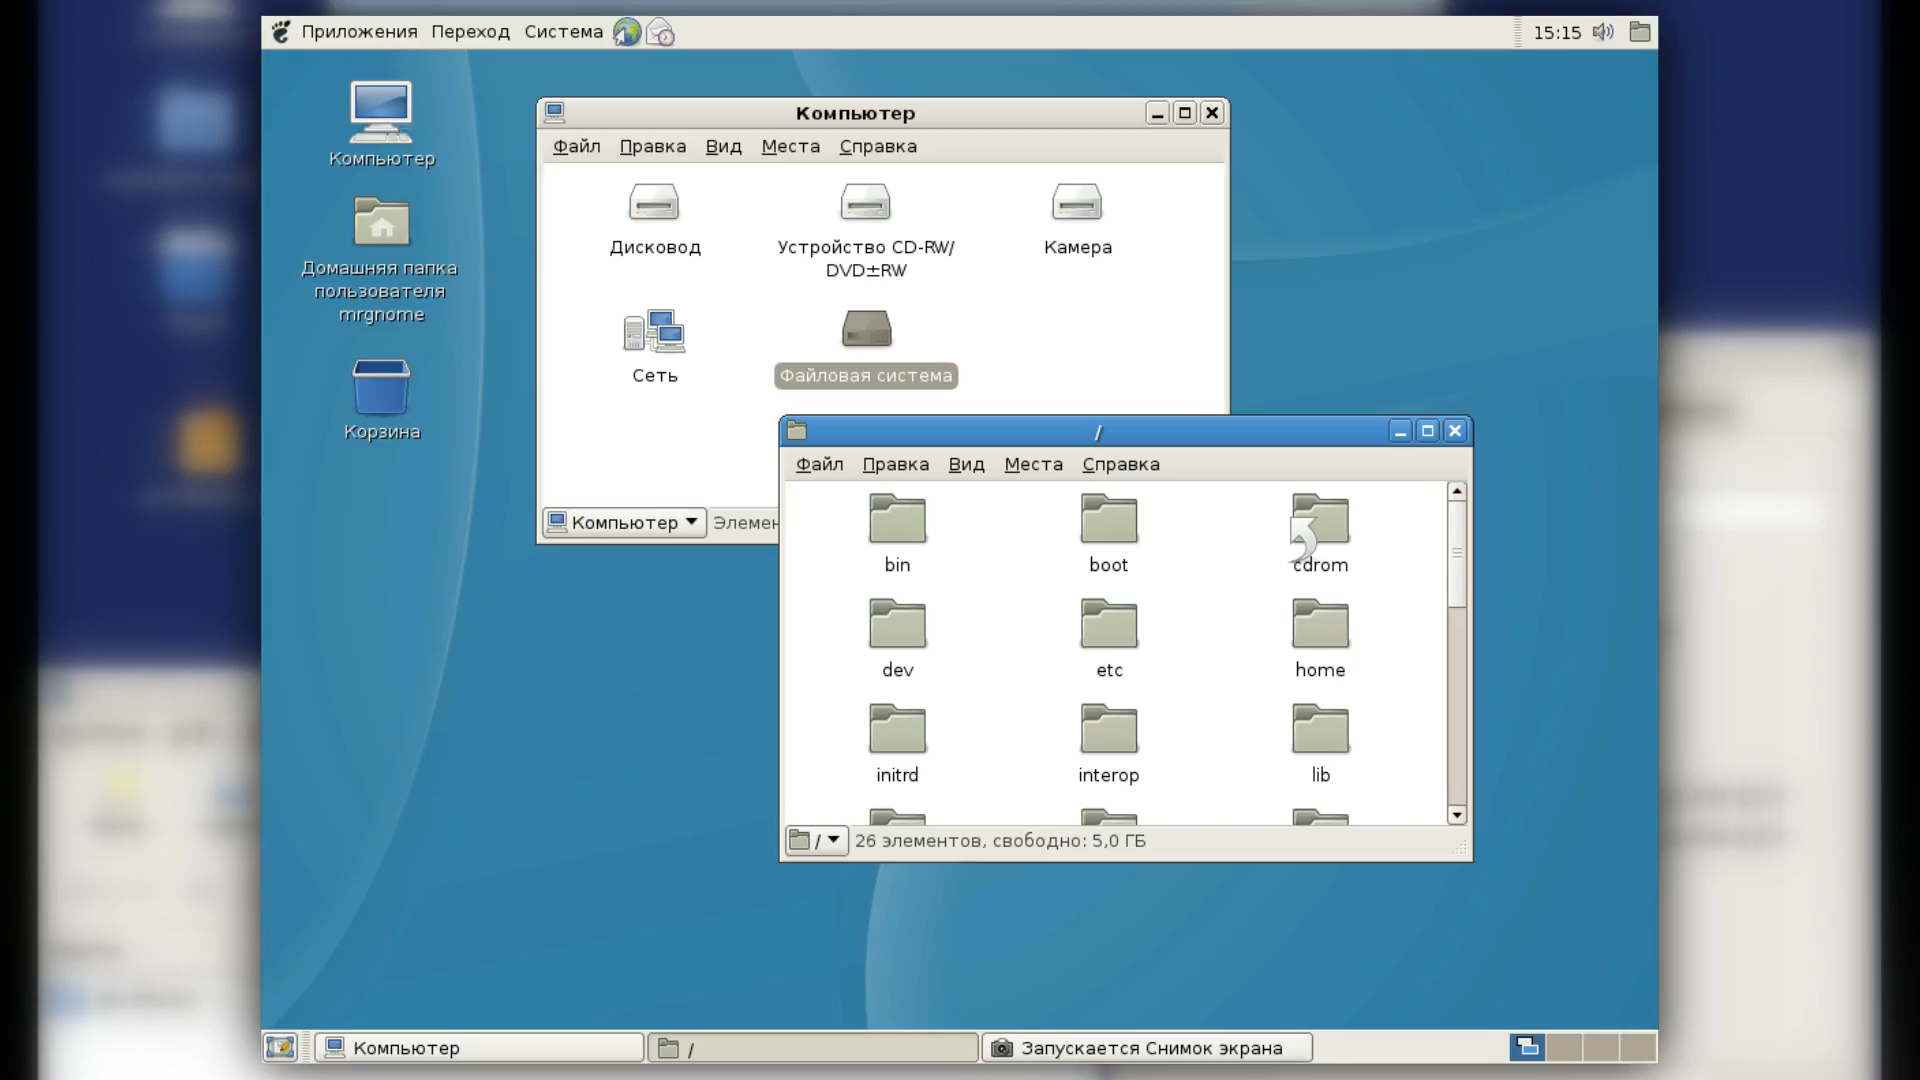 Приложения Переход Система
15:15
Компьютер
Домашняя папка
пользователя
mrgnome
Корзина
Компьютер
Файл Правка Вид Места Справка
Дисковод
Устройство CD-RW/
DVD±RW
Камера
Сеть
Файловая система
Компьютер
/
Файл Правка Вид Места Справка
bin boot cdrom
dev etc home
initrd interop lib
/ 26 элементов, свободно: 5,0 ГБ
Компьютер
/
Запускается Снимок экрана